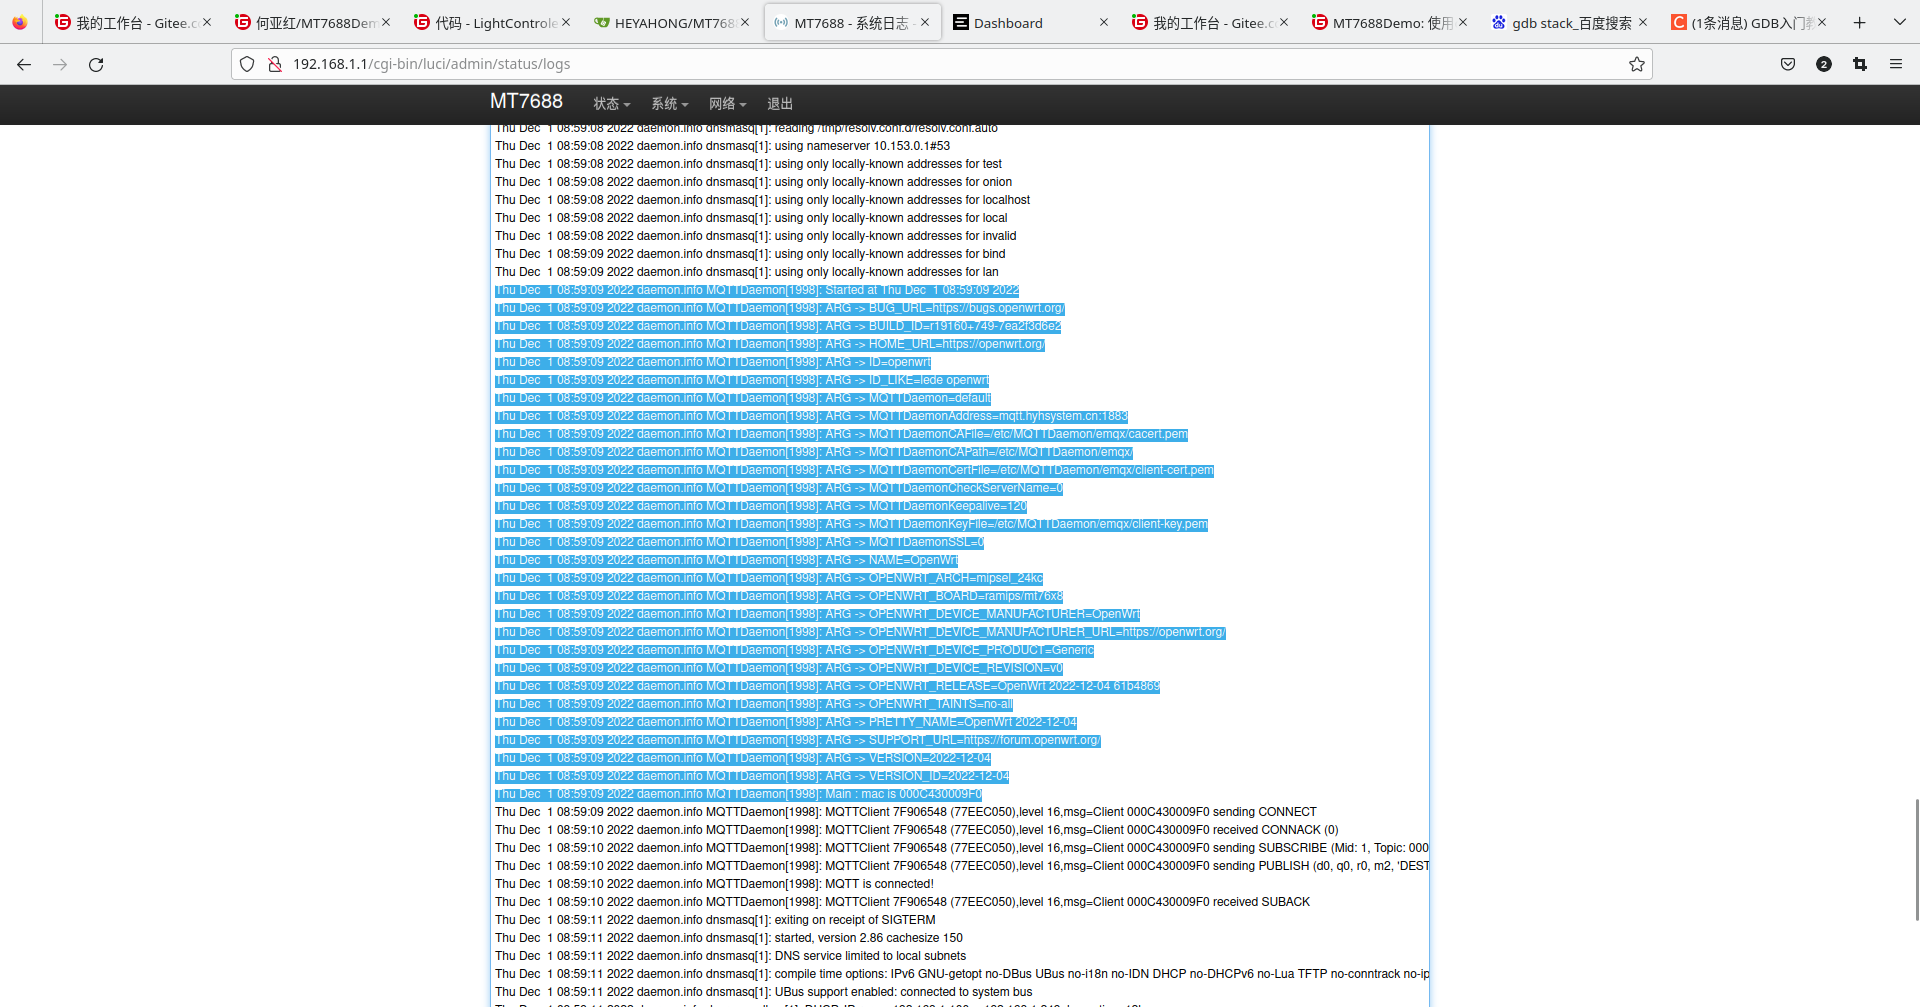 我的工作台 - Gitee.c
何亚红/MT7688Dem
代码 - LightControle
HEYAHONG/MT768
MT7688 - 系统日志 -
Dashboard
我的工作台 - Gitee.c
MT7688Demo: 使用
gdb stack_百度搜索
(1条消息) GDB入门
192.168.1.1/cgi-bin/luci/admin/status/logs
2
MT7688 状态 系统 网络 退出
Thu Dec  1 08:59:08 2022 daemon.info dnsmasq[1]: reading /tmp/resolv.conf.d/resolv.conf.auto
Thu Dec  1 08:59:08 2022 daemon.info dnsmasq[1]: using nameserver 10.153.0.1#53
Thu Dec  1 08:59:08 2022 daemon.info dnsmasq[1]: using only locally-known addresses for test
Thu Dec  1 08:59:08 2022 daemon.info dnsmasq[1]: using only locally-known addresses for onion
Thu Dec  1 08:59:08 2022 daemon.info dnsmasq[1]: using only locally-known addresses for localhost
Thu Dec  1 08:59:08 2022 daemon.info dnsmasq[1]: using only locally-known addresses for local
Thu Dec  1 08:59:08 2022 daemon.info dnsmasq[1]: using only locally-known addresses for invalid
Thu Dec  1 08:59:09 2022 daemon.info dnsmasq[1]: using only locally-known addresses for bind
Thu Dec  1 08:59:09 2022 daemon.info dnsmasq[1]: using only locally-known addresses for lan
Thu Dec  1 08:59:09 2022 daemon.info MQTTDaemon[1998]: Started at Thu Dec  1 08:59:09 2022
Thu Dec  1 08:59:09 2022 daemon.info MQTTDaemon[1998]: ARG -> BUG_URL=https://bugs.openwrt.org/
Thu Dec  1 08:59:09 2022 daemon.info MQTTDaemon[1998]: ARG -> BUILD_ID=r19160+749-7ea2f3d6e2
Thu Dec  1 08:59:09 2022 daemon.info MQTTDaemon[1998]: ARG -> HOME_URL=https://openwrt.org/
Thu Dec  1 08:59:09 2022 daemon.info MQTTDaemon[1998]: ARG -> ID=openwrt
Thu Dec  1 08:59:09 2022 daemon.info MQTTDaemon[1998]: ARG -> ID_LIKE=lede openwrt
Thu Dec  1 08:59:09 2022 daemon.info MQTTDaemon[1998]: ARG -> MQTTDaemon=default
Thu Dec  1 08:59:09 2022 daemon.info MQTTDaemon[1998]: ARG -> MQTTDaemonAddress=mqtt.hyhsystem.cn:1883
Thu Dec  1 08:59:09 2022 daemon.info MQTTDaemon[1998]: ARG -> MQTTDaemonCAFile=/etc/MQTTDaemon/emqx/cacert.pem
Thu Dec  1 08:59:09 2022 daemon.info MQTTDaemon[1998]: ARG -> MQTTDaemonCAPath=/etc/MQTTDaemon/emqx/
Thu Dec  1 08:59:09 2022 daemon.info MQTTDaemon[1998]: ARG -> MQTTDaemonCertFile=/etc/MQTTDaemon/emqx/client-cert.pem
Thu Dec  1 08:59:09 2022 daemon.info MQTTDaemon[1998]: ARG -> MQTTDaemonCheckServerName=0
Thu Dec  1 08:59:09 2022 daemon.info MQTTDaemon[1998]: ARG -> MQTTDaemonKeepalive=120
Thu Dec  1 08:59:09 2022 daemon.info MQTTDaemon[1998]: ARG -> MQTTDaemonKeyFile=/etc/MQTTDaemon/emqx/client-key.pem
Thu Dec  1 08:59:09 2022 daemon.info MQTTDaemon[1998]: ARG -> MQTTDaemonSSL=0
Thu Dec  1 08:59:09 2022 daemon.info MQTTDaemon[1998]: ARG -> NAME=OpenWrt
Thu Dec  1 08:59:09 2022 daemon.info MQTTDaemon[1998]: ARG -> OPENWRT_ARCH=mipsel_24kc
Thu Dec  1 08:59:09 2022 daemon.info MQTTDaemon[1998]: ARG -> OPENWRT_BOARD=ramips/mt76x8
Thu Dec  1 08:59:09 2022 daemon.info MQTTDaemon[1998]: ARG -> OPENWRT_DEVICE_MANUFACTURER=OpenWrt
Thu Dec  1 08:59:09 2022 daemon.info MQTTDaemon[1998]: ARG -> OPENWRT_DEVICE_MANUFACTURER_URL=https://openwrt.org/
Thu Dec  1 08:59:09 2022 daemon.info MQTTDaemon[1998]: ARG -> OPENWRT_DEVICE_PRODUCT=Generic
Thu Dec  1 08:59:09 2022 daemon.info MQTTDaemon[1998]: ARG -> OPENWRT_DEVICE_REVISION=v0
Thu Dec  1 08:59:09 2022 daemon.info MQTTDaemon[1998]: ARG -> OPENWRT_RELEASE=OpenWrt 2022-12-04 61b4869
Thu Dec  1 08:59:09 2022 daemon.info MQTTDaemon[1998]: ARG -> OPENWRT_TAINTS=no-all
Thu Dec  1 08:59:09 2022 daemon.info MQTTDaemon[1998]: ARG -> PRETTY_NAME=OpenWrt 2022-12-04
Thu Dec  1 08:59:09 2022 daemon.info MQTTDaemon[1998]: ARG -> SUPPORT_URL=https://forum.openwrt.org/
Thu Dec  1 08:59:09 2022 daemon.info MQTTDaemon[1998]: ARG -> VERSION=2022-12-04
Thu Dec  1 08:59:09 2022 daemon.info MQTTDaemon[1998]: ARG -> VERSION_ID=2022-12-04
Thu Dec  1 08:59:09 2022 daemon.info MQTTDaemon[1998]: Main : mac is 000C430009F0
Thu Dec  1 08:59:09 2022 daemon.info MQTTDaemon[1998]: MQTTClient 7F906548 (77EEC050),level 16,msg=Client 000C430009F0 sending CONNECT
Thu Dec  1 08:59:10 2022 daemon.info MQTTDaemon[1998]: MQTTClient 7F906548 (77EEC050),level 16,msg=Client 000C430009F0 received CONNACK (0)
Thu Dec  1 08:59:10 2022 daemon.info MQTTDaemon[1998]: MQTTClient 7F906548 (77EEC050),level 16,msg=Client 000C430009F0 sending SUBSCRIBE (Mid: 1, Topic: 000
Thu Dec  1 08:59:10 2022 daemon.info MQTTDaemon[1998]: MQTTClient 7F906548 (77EEC050),level 16,msg=Client 000C430009F0 sending PUBLISH (d0, q0, r0, m2, 'DEST
Thu Dec  1 08:59:10 2022 daemon.info MQTTDaemon[1998]: MQTT is connected!
Thu Dec  1 08:59:10 2022 daemon.info MQTTDaemon[1998]: MQTTClient 7F906548 (77EEC050),level 16,msg=Client 000C430009F0 received SUBACK
Thu Dec  1 08:59:11 2022 daemon.info dnsmasq[1]: exiting on receipt of SIGTERM
Thu Dec  1 08:59:11 2022 daemon.info dnsmasq[1]: started, version 2.86 cachesize 150
Thu Dec  1 08:59:11 2022 daemon.info dnsmasq[1]: DNS service limited to local subnets
Thu Dec  1 08:59:11 2022 daemon.info dnsmasq[1]: compile time options: IPv6 GNU-getopt no-DBus UBus no-i18n no-IDN DHCP no-DHCPv6 no-Lua TFTP no-conntrack no-ip
Thu Dec  1 08:59:11 2022 daemon.info dnsmasq[1]: UBus support enabled: connected to system bus